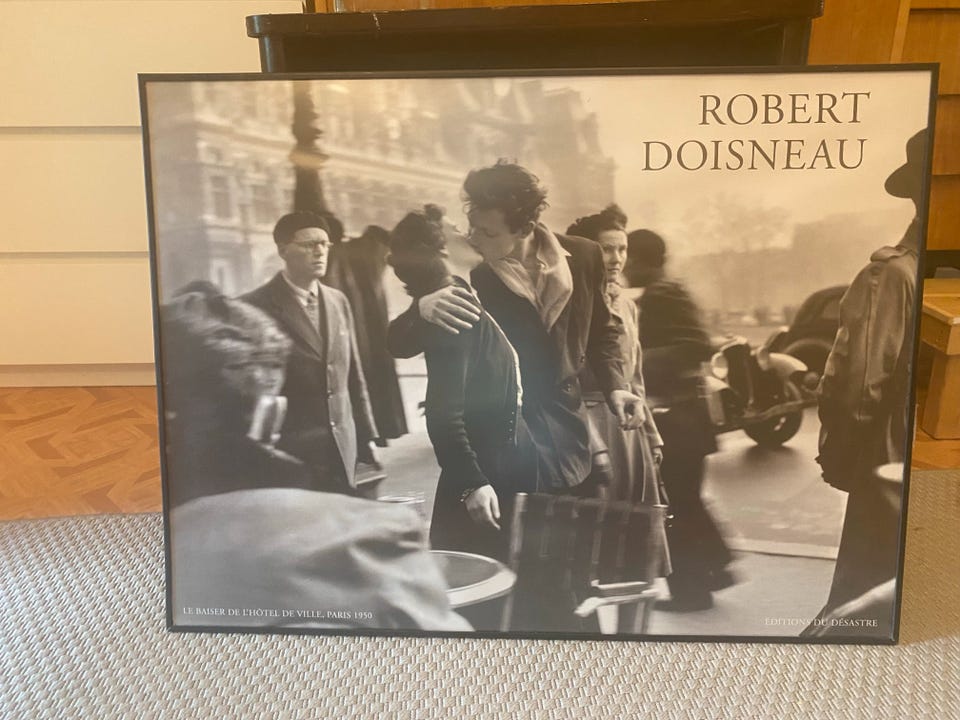 ROBERT
DOISNEAU
LE BAISER DE L'HÔTEL DE VILLE, PARIS 1950
ÉDITIONS DU DÉSASTRE